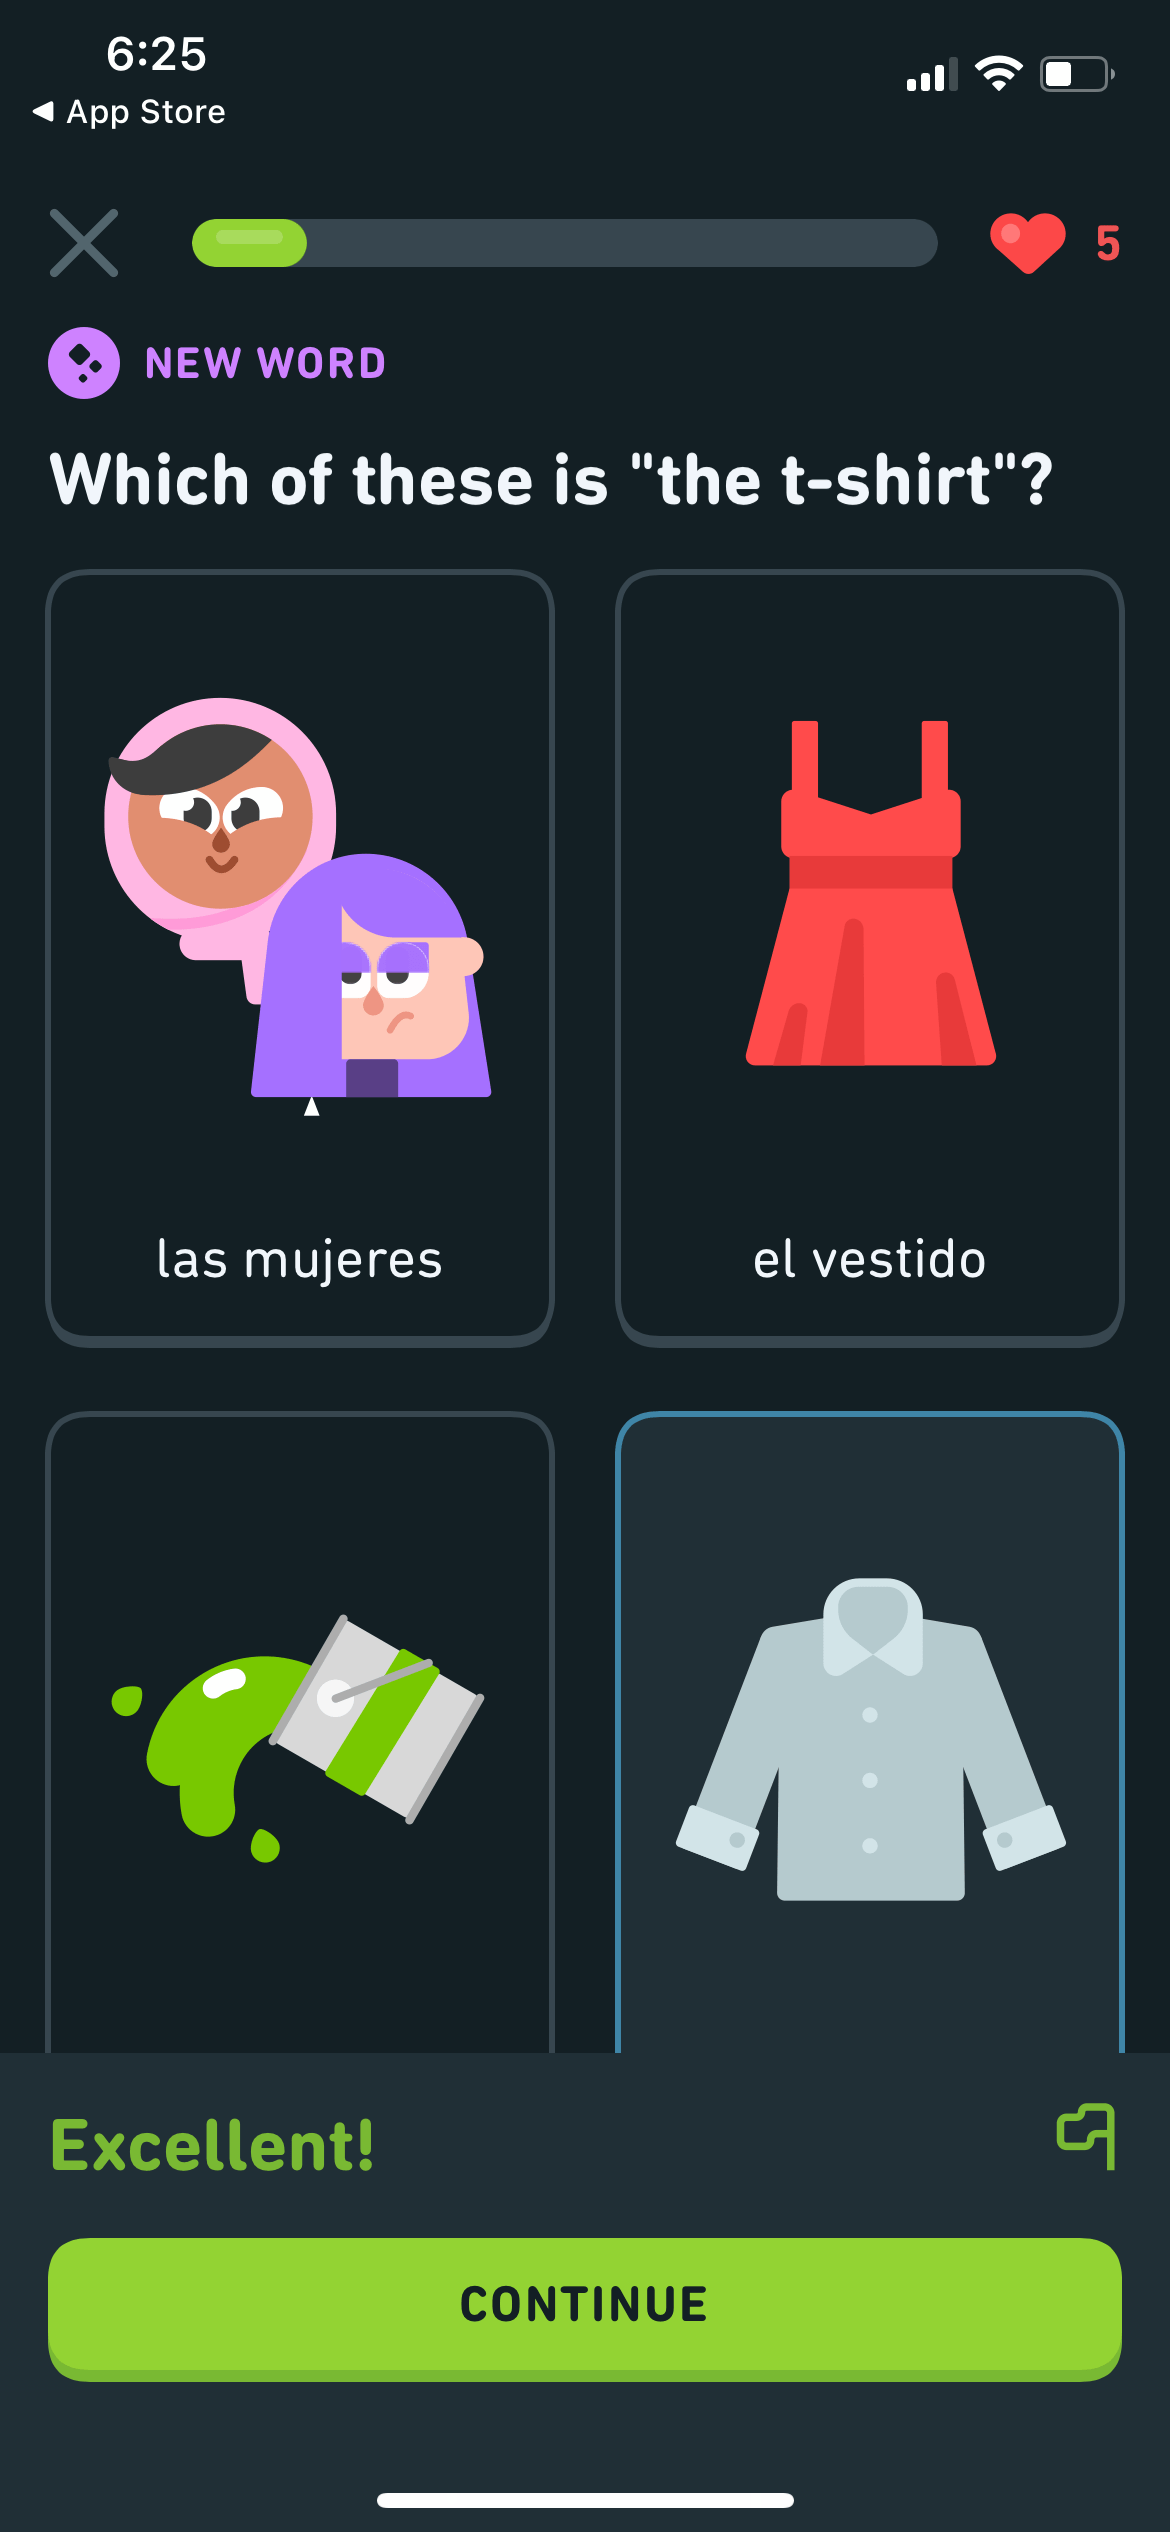 6:25
App Store
5
NEW WORD
Which of these is "the t-shirt"?
las mujeres
el vestido
Excellent!
CONTINUE